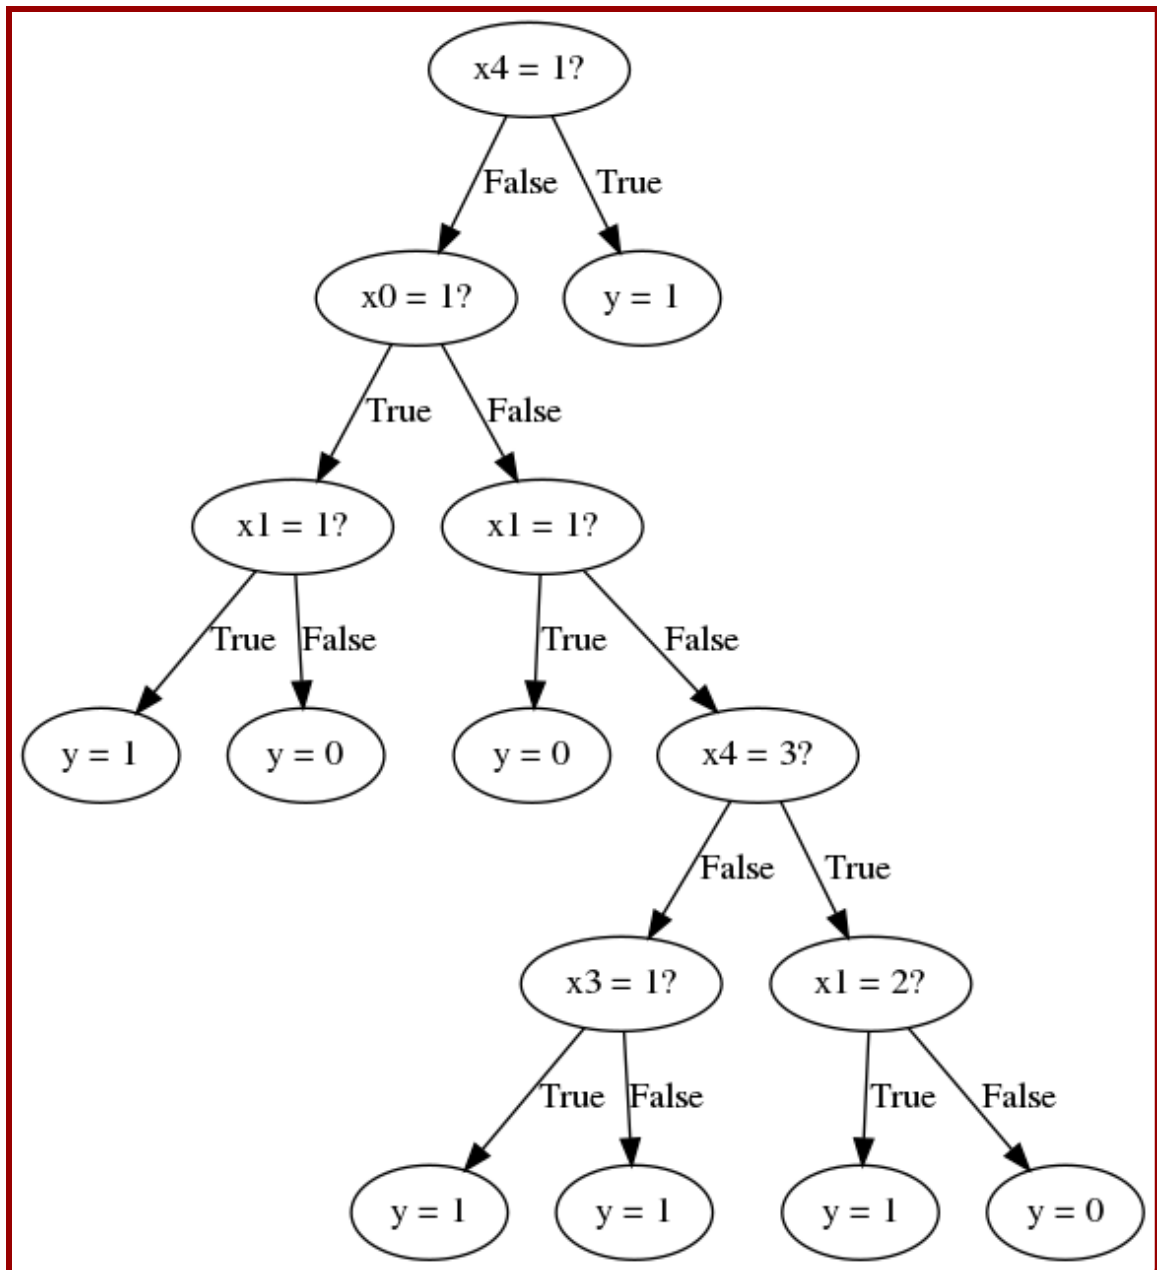 x4 = 1?
False
True
x0 = 1?
y = 1
True
False
x1 = 1?
x1 = 1?
True
False
True
False
y = 1
y = 0
y = 0
x4 = 3?
False
True
x3 = 1?
x1 = 2?
True
False
True
False
y = 1
y = 1
y = 1
y = 0